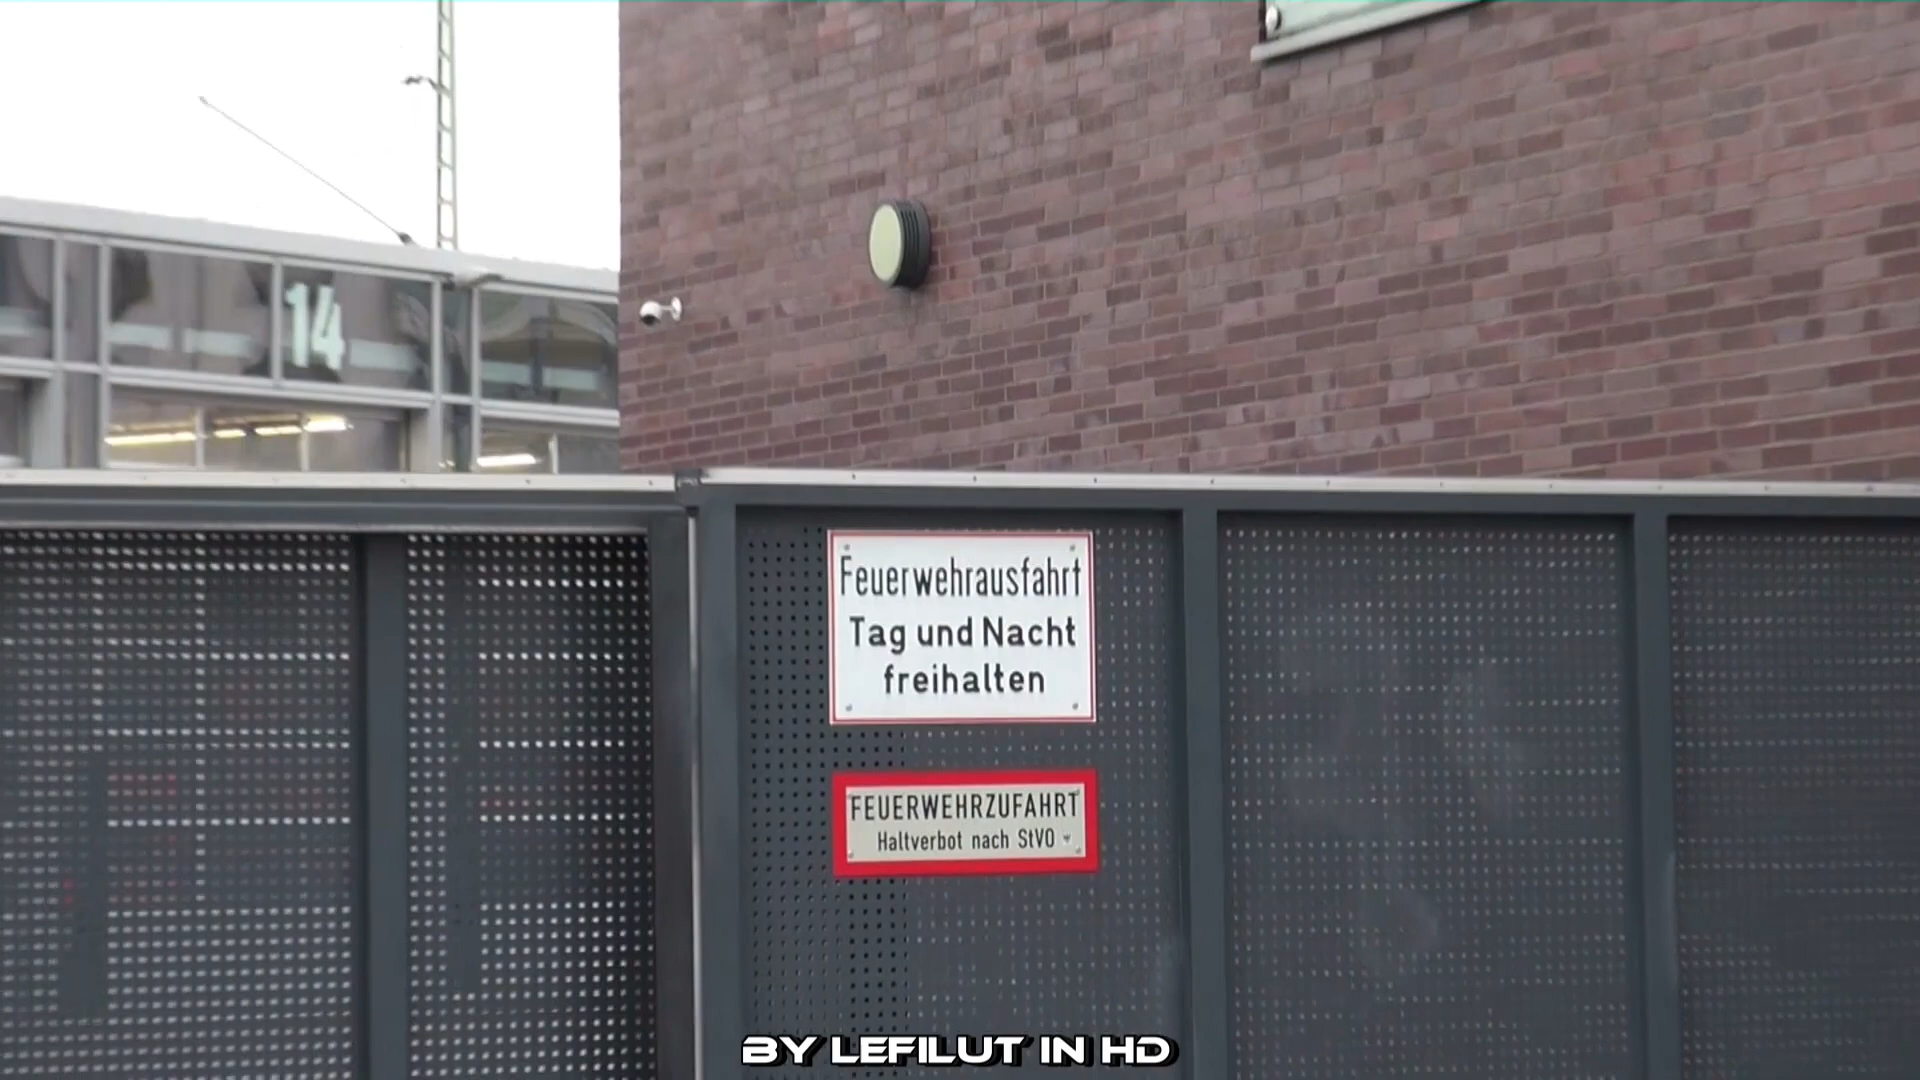 14
Feuerwehrausfahrt
Tag und Nacht
freihalten
FEUERWEHRZUFAHRT
Haltverbot nach StVO
BY LEFILUT IN HD